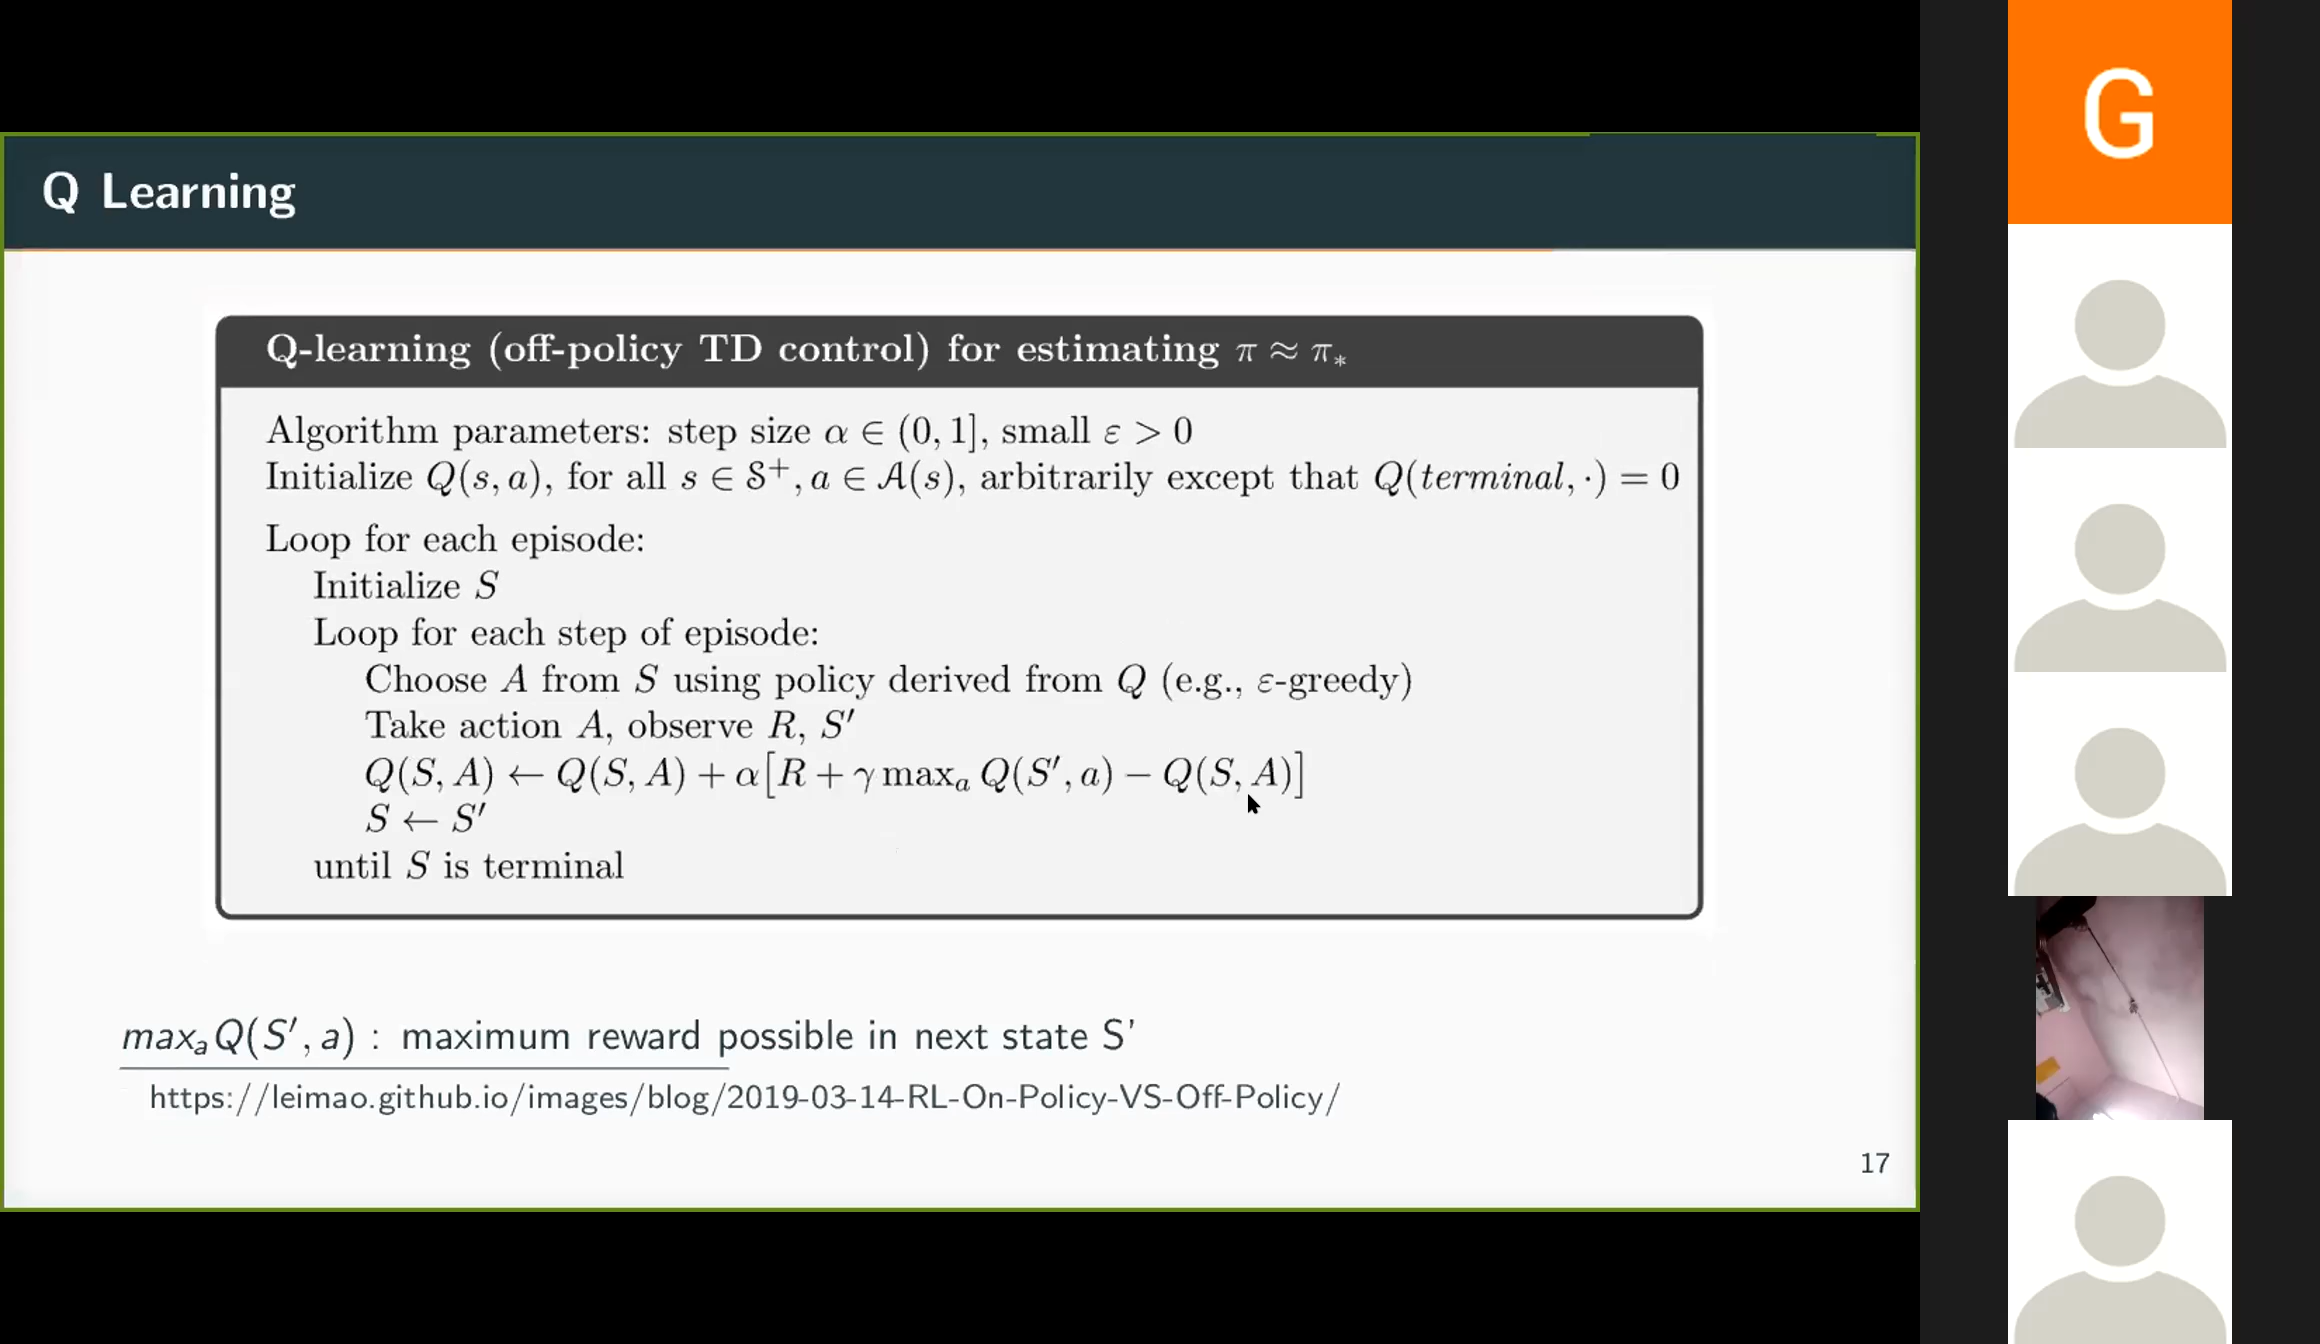 Q Learning
Q-learning (off-policy TD control) for estimating π ≈ π*
Algorithm parameters: step size α ∈ (0, 1], small ε > 0
Initialize Q(s, a), for all s ∈ 𝒮⁺, a ∈ 𝒜(s), arbitrarily except that Q(terminal, ·) = 0
Loop for each episode:
Initialize S
Loop for each step of episode:
Choose A from S using policy derived from Q (e.g., ε-greedy)
Take action A, observe R, S′
Q(S, A) ← Q(S, A) + α[R + γ maxₐ Q(S′, a) − Q(S, A)]
S ← S′
until S is terminal
maxₐQ(S′, a) : maximum reward possible in next state S'
https://leimao.github.io/images/blog/2019-03-14-RL-On-Policy-VS-Off-Policy/
17
G